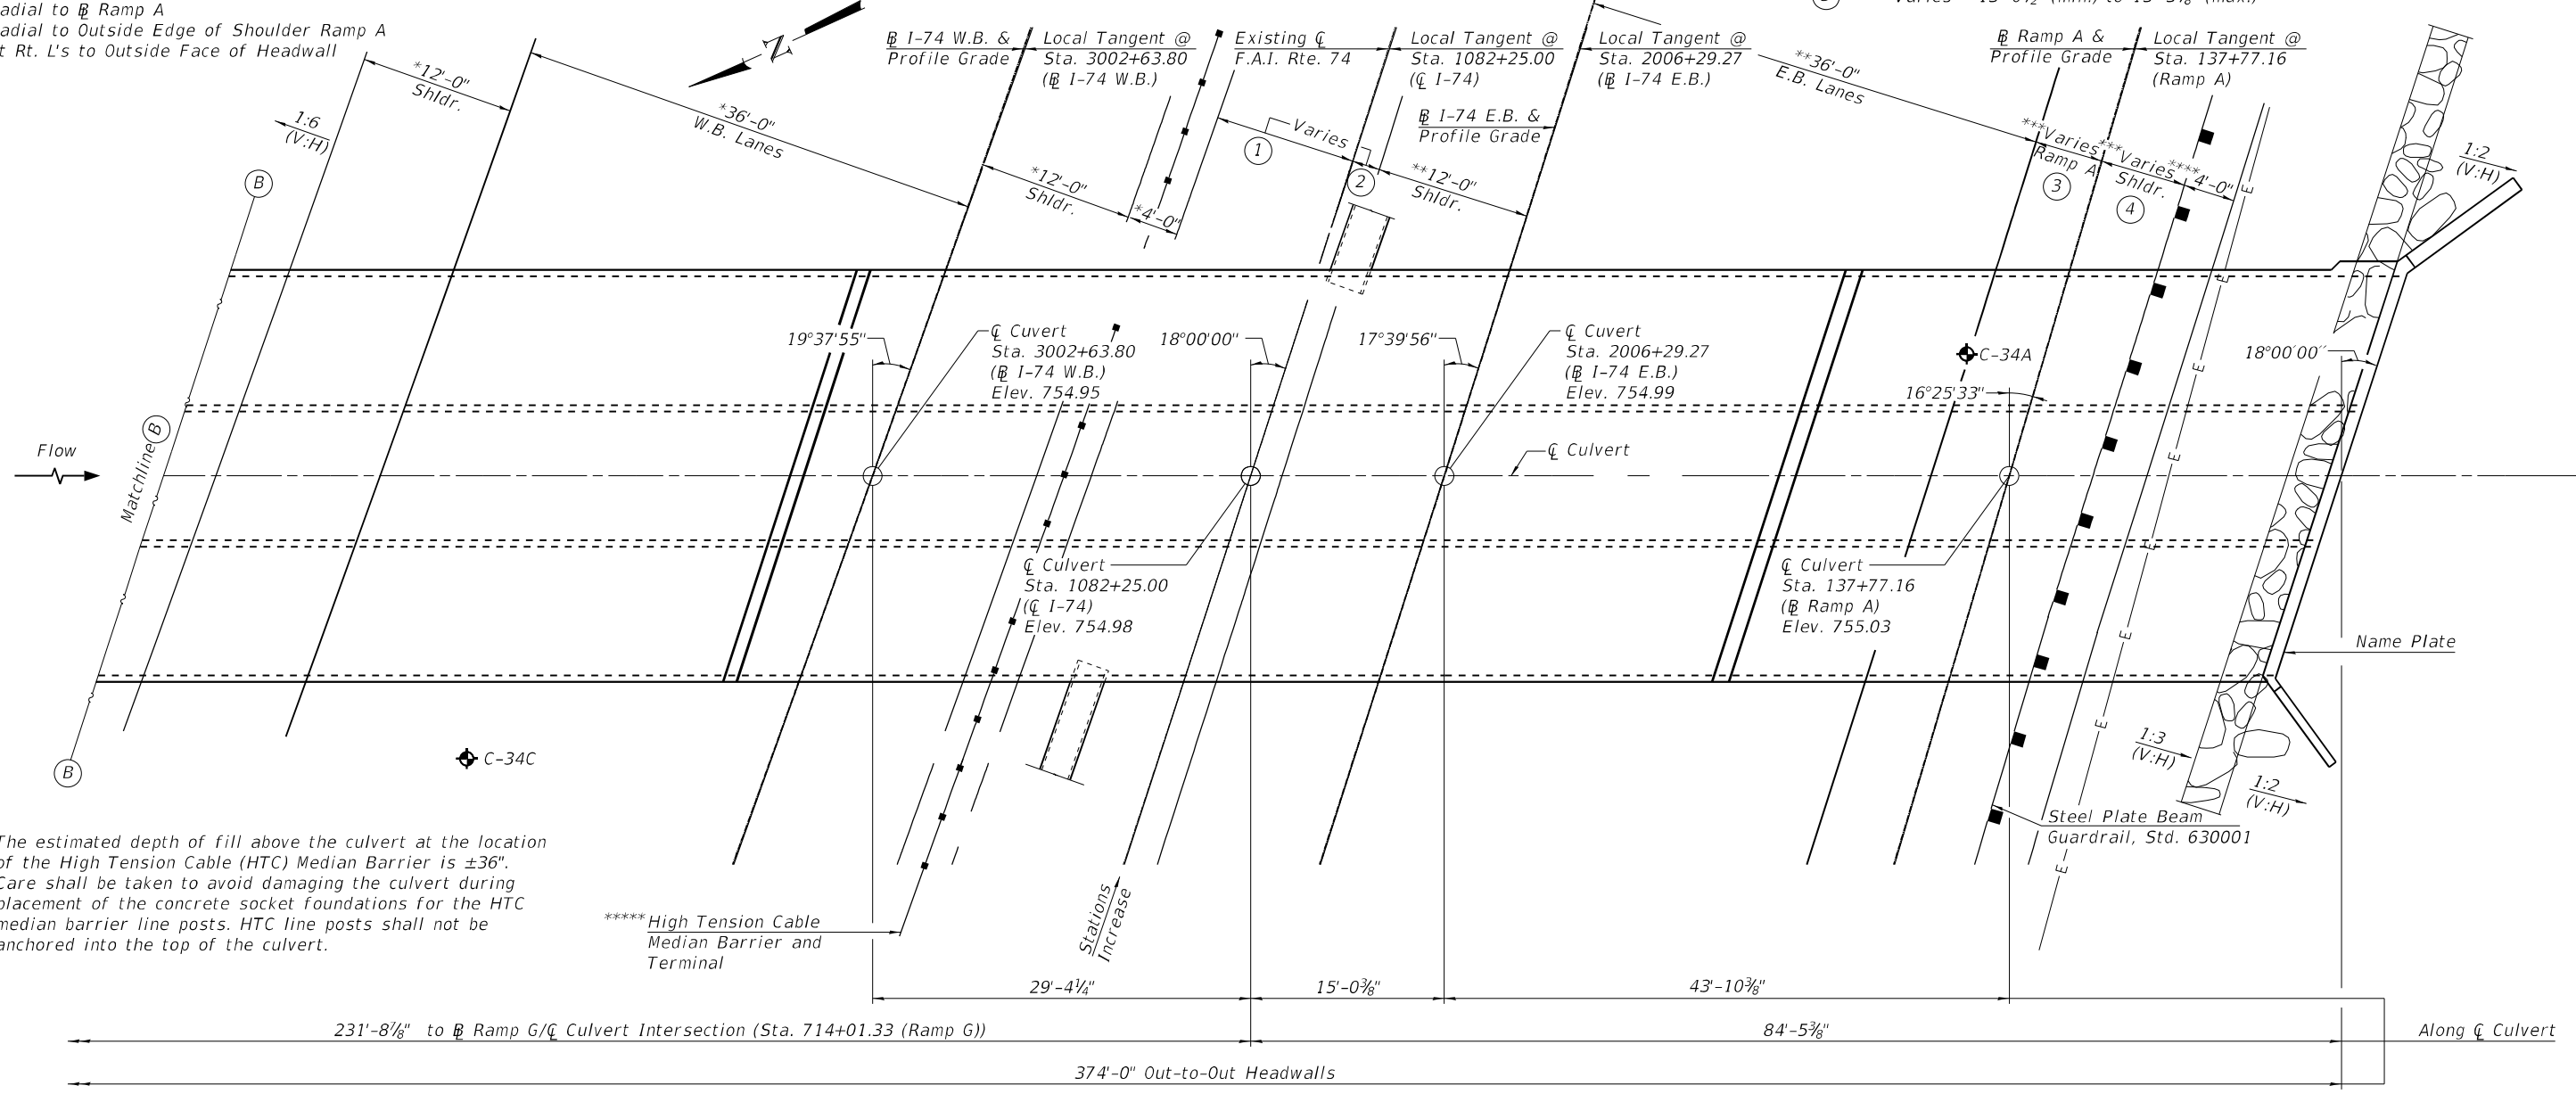 adial to ℄ Ramp A
adial to Outside Edge of Shoulder Ramp A
t Rt. L's to Outside Face of Headwall
*12'-0"
Shldr.
1:6
(V:H)
*36'-0"
W.B. Lanes
N
BL I-74 W.B. &
Profile Grade
Local Tangent @
Sta. 3002+63.80
(BL I-74 W.B.)
Existing ℄
F.A.I. Rte. 74
Local Tangent @
Sta. 1082+25.00
(℄ I-74)
Local Tangent @
Sta. 2006+29.27
(BL I-74 E.B.)
BL I-74 E.B. &
Profile Grade
**36'-0"
E.B. Lanes
BL Ramp A &
Profile Grade
Local Tangent @
Sta. 137+77.16
(Ramp A)
*12'-0"
Shldr.
*4'-0"
Varies
1
2
**12'-0"
Shldr.
***Varies
Ramp A
3
***Varies
Shldr.
4
****4'-0"
1:2
(V:H)
B
19°37'55"
℄ Cuvert
Sta. 3002+63.80
(BL I-74 W.B.)
Elev. 754.95
18°00'00"
17°39'56"
℄ Cuvert
Sta. 2006+29.27
(BL I-74 E.B.)
Elev. 754.99
C-34A
16°25'33"
18°00'00"
E
E
E
E
E
E
E
E
Flow
Matchline B
℄ Culvert
℄ Culvert
Sta. 1082+25.00
(℄ I-74)
Elev. 754.98
℄ Culvert
Sta. 137+77.16
(BL Ramp A)
Elev. 755.03
Name Plate
B
C-34C
1:3
(V:H)
1:2
(V:H)
Steel Plate Beam
Guardrail, Std. 630001
The estimated depth of fill above the culvert at the location
of the High Tension Cable (HTC) Median Barrier is ±36".
Care shall be taken to avoid damaging the culvert during
placement of the concrete socket foundations for the HTC
median barrier line posts. HTC line posts shall not be
anchored into the top of the culvert.
*****High Tension Cable
Median Barrier and
Terminal
Stations
Increase
29'-4¼"
15'-0⅜"
43'-10⅜"
231'-8⅞" to BL Ramp G/℄ Culvert Intersection (Sta. 714+01.33 (Ramp G))
84'-5⅜"
Along ℄ Culvert
374'-0" Out-to-Out Headwalls